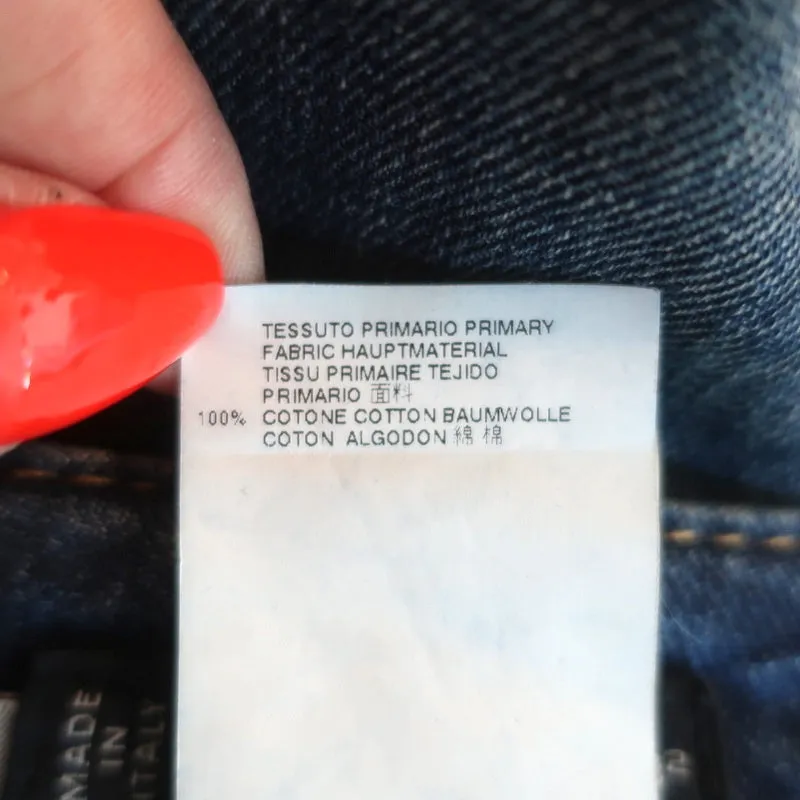 TESSUTO PRIMARIO PRIMARY
FABRIC HAUPTMATERIAL
TISSU PRIMAIRE TEJIDO
PRIMARIO 面料
100% COTONE COTTON BAUMWOLLE
COTON ALGODON 綿 棉
MADE
IN
ITALY